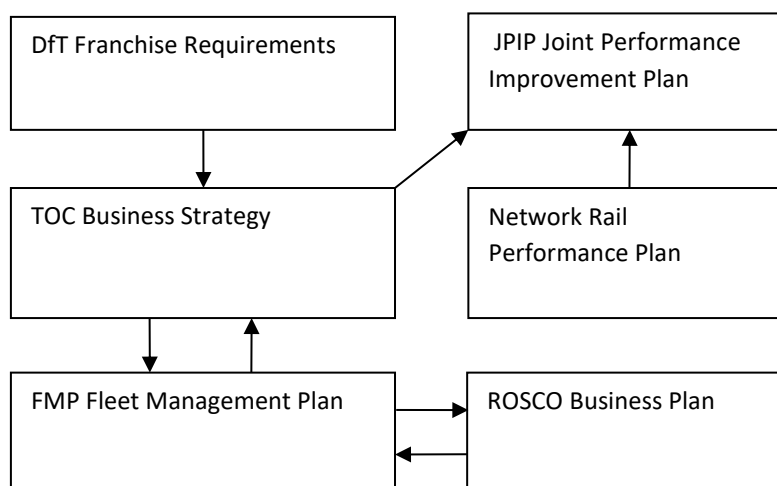 DfT Franchise Requirements
JPIP Joint Performance
Improvement Plan
TOC Business Strategy
Network Rail
Performance Plan
FMP Fleet Management Plan
ROSCO Business Plan